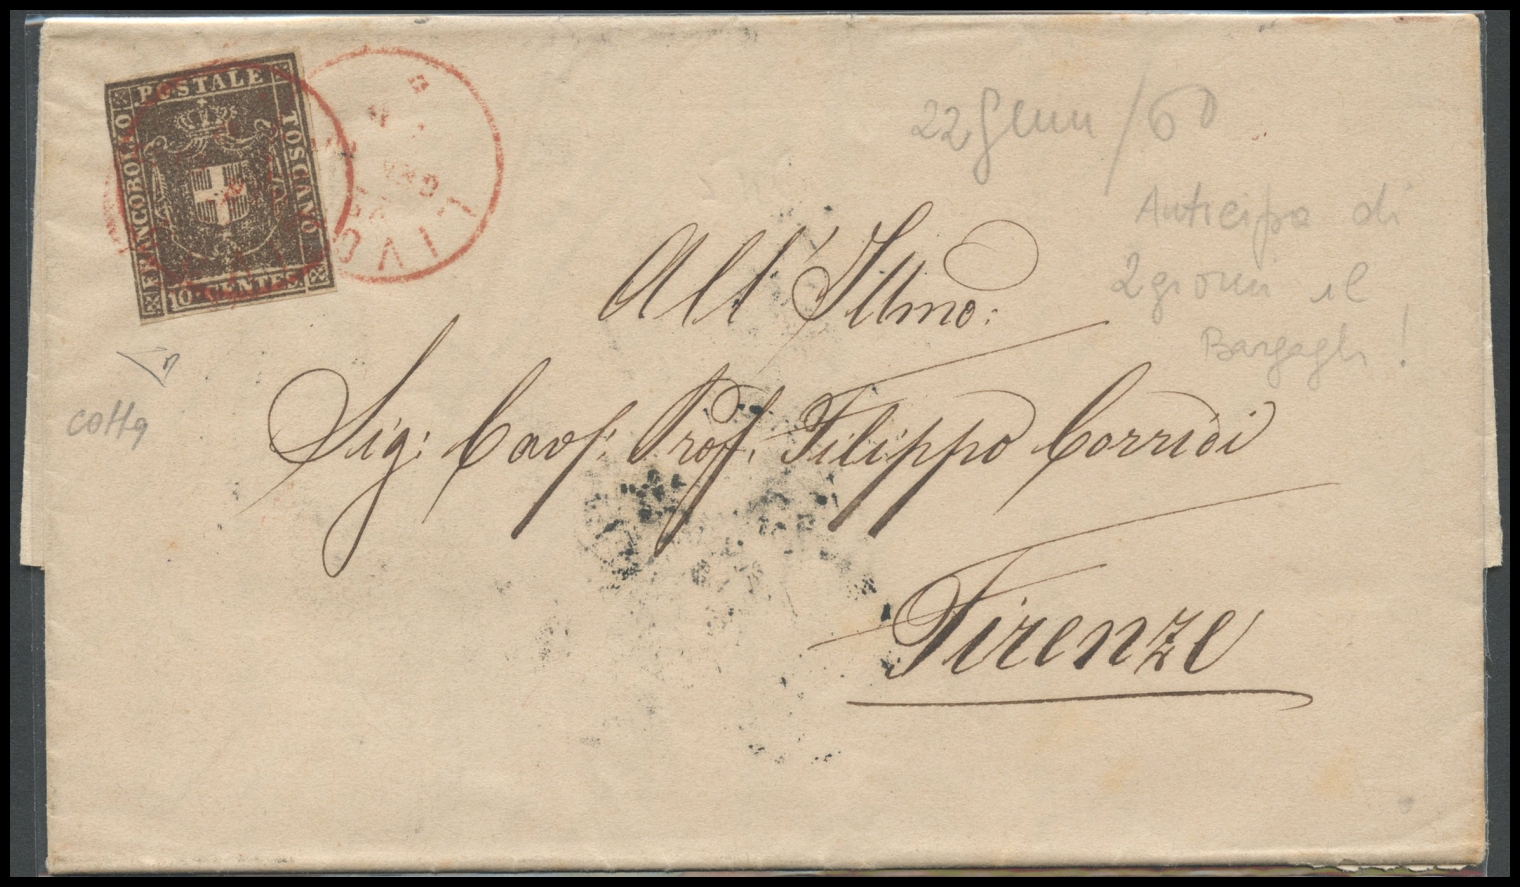 POSTALE
FRANCOBOLLO
TOSCANO
10 CENTES.
LIVO
22 Genn / 60
Anticipa di
2 giorni il
Bargagli!
All' Illmo:
Sig: Cav: Prof. Filippo Corridi
Firenze